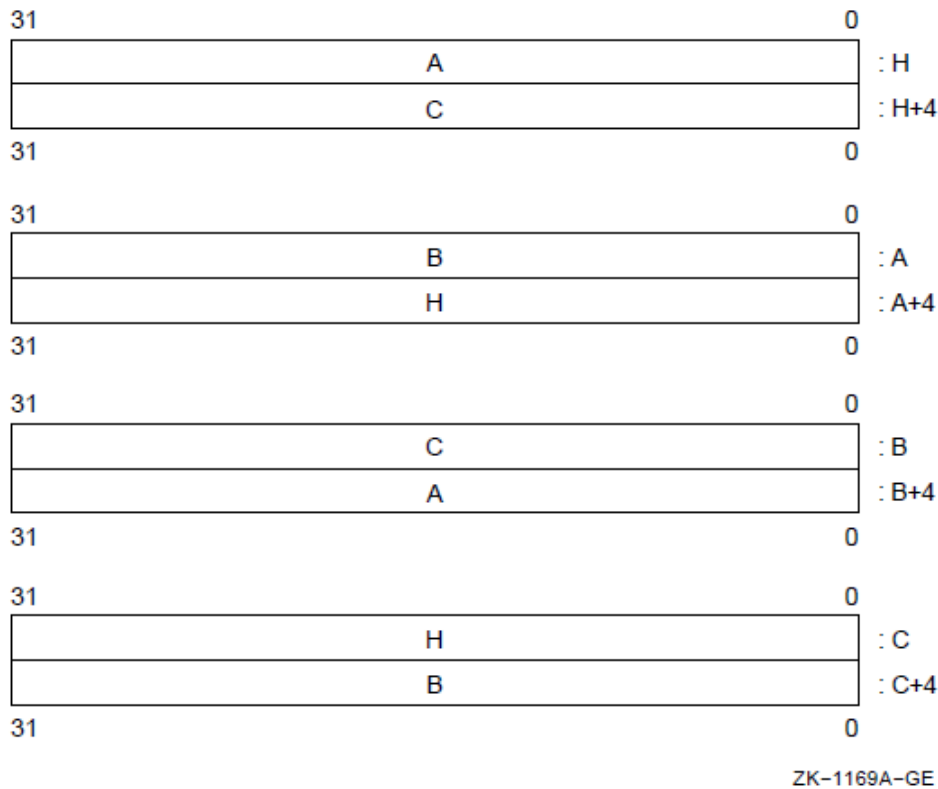 31 0
A : H
C : H+4
31 0
31 0
B : A
H : A+4
31 0
31 0
C : B
A : B+4
31 0
31 0
H : C
B : C+4
31 0
ZK–1169A–GE